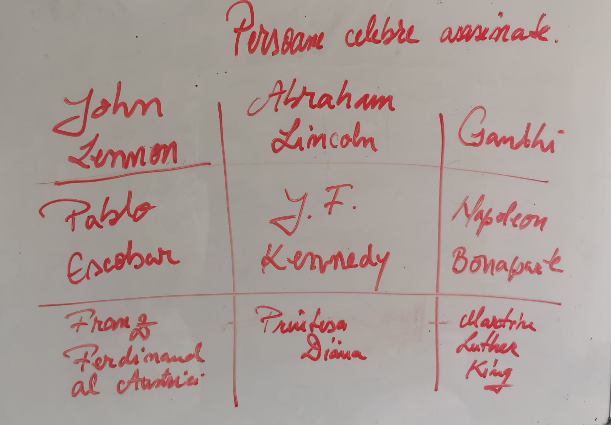 Persoane celebre asasinate.
John
Lennon
Abraham
Lincoln
Gandhi
Pablo
Escobar
J. F.
Kennedy
Napoleon
Bonaparte
Franz
Ferdinand
al Austriei
Prințesa
Diana
Martin
Luther
King